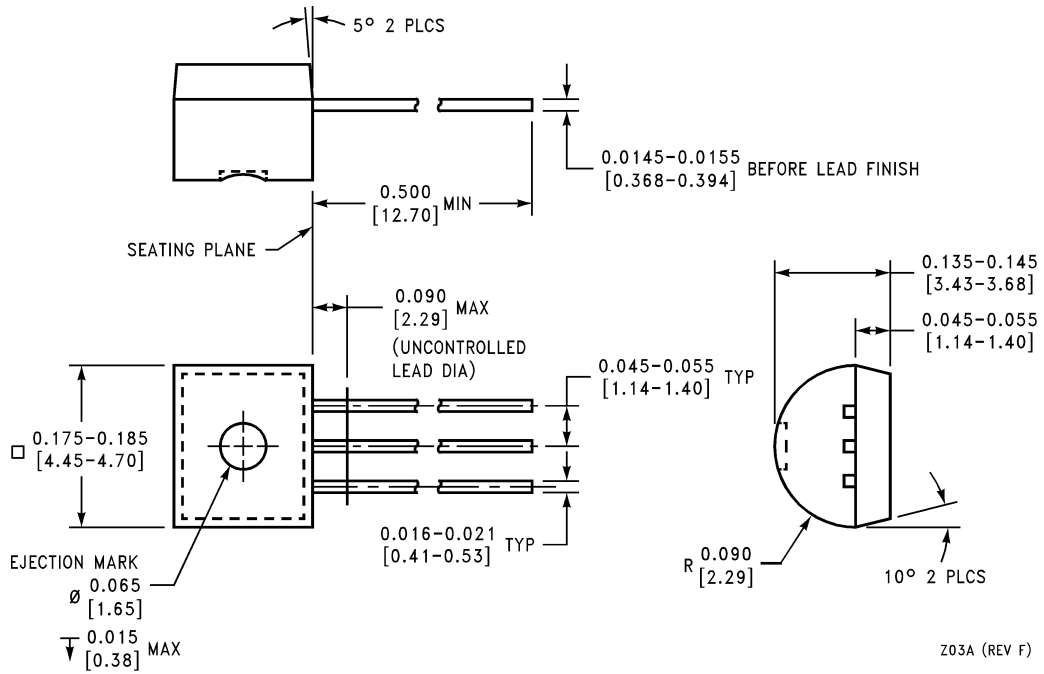 5° 2 PLCS
0.0145-0.0155
[0.368-0.394]
BEFORE LEAD FINISH
0.500
[12.70]
MIN
SEATING PLANE
0.135-0.145
[3.43-3.68]
0.090
[2.29]
MAX
(UNCONTROLLED
LEAD DIA)
0.045-0.055
[1.14-1.40]
0.045-0.055
[1.14-1.40]
TYP
□ 0.175-0.185
[4.45-4.70]
0.016-0.021
[0.41-0.53]
TYP
EJECTION MARK
Ø 0.065
[1.65]
0.015
[0.38]
MAX
R 0.090
[2.29]
10° 2 PLCS
Z03A (REV F)